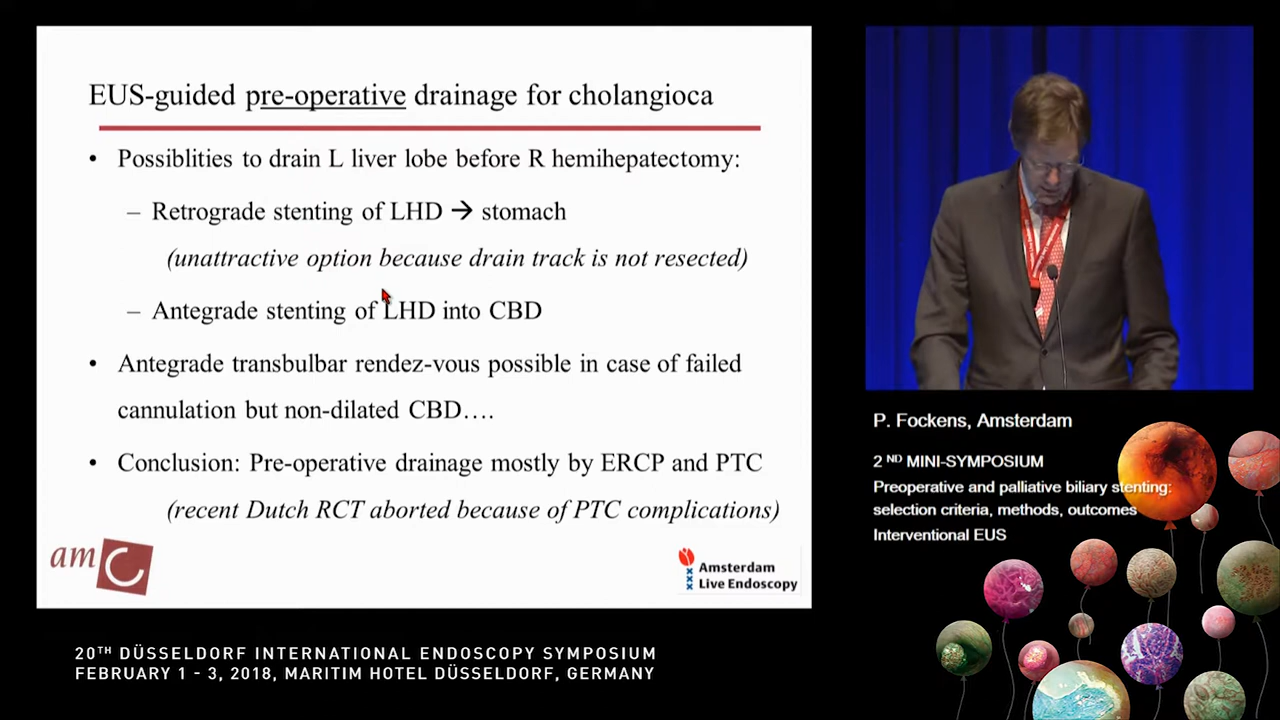 EUS-guided pre-operative drainage for cholangioca
• Possiblities to drain L liver lobe before R hemihepatectomy:
– Retrograde stenting of LHD → stomach
(unattractive option because drain track is not resected)
– Antegrade stenting of LHD into CBD
• Antegrade transbulbar rendez-vous possible in case of failed
cannulation but non-dilated CBD….
• Conclusion: Pre-operative drainage mostly by ERCP and PTC
(recent Dutch RCT aborted because of PTC complications)
amC
Amsterdam
Live Endoscopy
P. Fockens, Amsterdam
2 ND MINI-SYMPOSIUM
Preoperative and palliative biliary stenting:
selection criteria, methods, outcomes
Interventional EUS
20TH DÜSSELDORF INTERNATIONAL ENDOSCOPY SYMPOSIUM
FEBRUARY 1 - 3, 2018, MARITIM HOTEL DÜSSELDORF, GERMANY